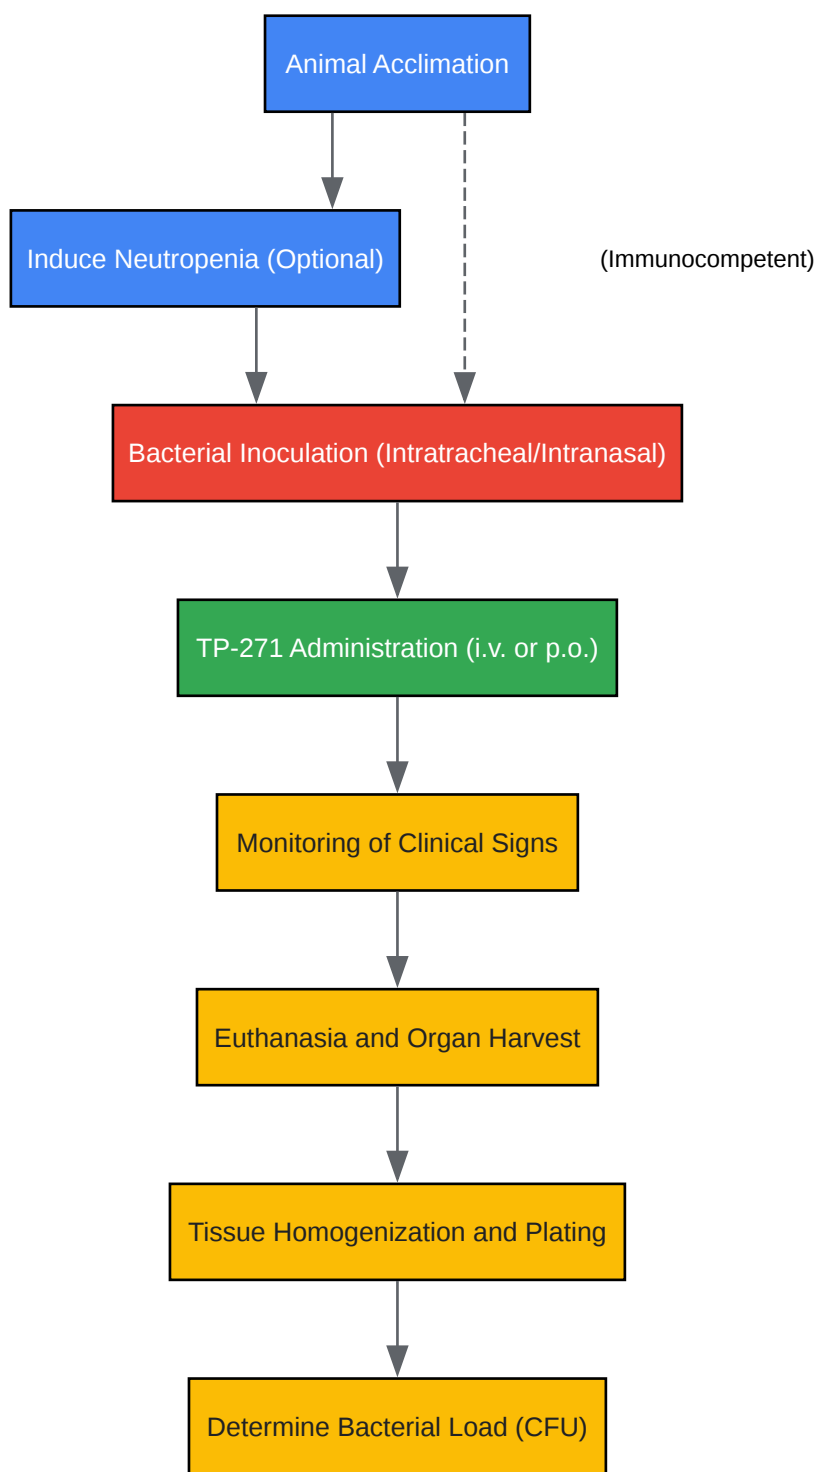 Animal Acclimation
Induce Neutropenia (Optional)
(Immunocompetent)
Bacterial Inoculation (Intratracheal/Intranasal)
TP-271 Administration (i.v. or p.o.)
Monitoring of Clinical Signs
Euthanasia and Organ Harvest
Tissue Homogenization and Plating
Determine Bacterial Load (CFU)